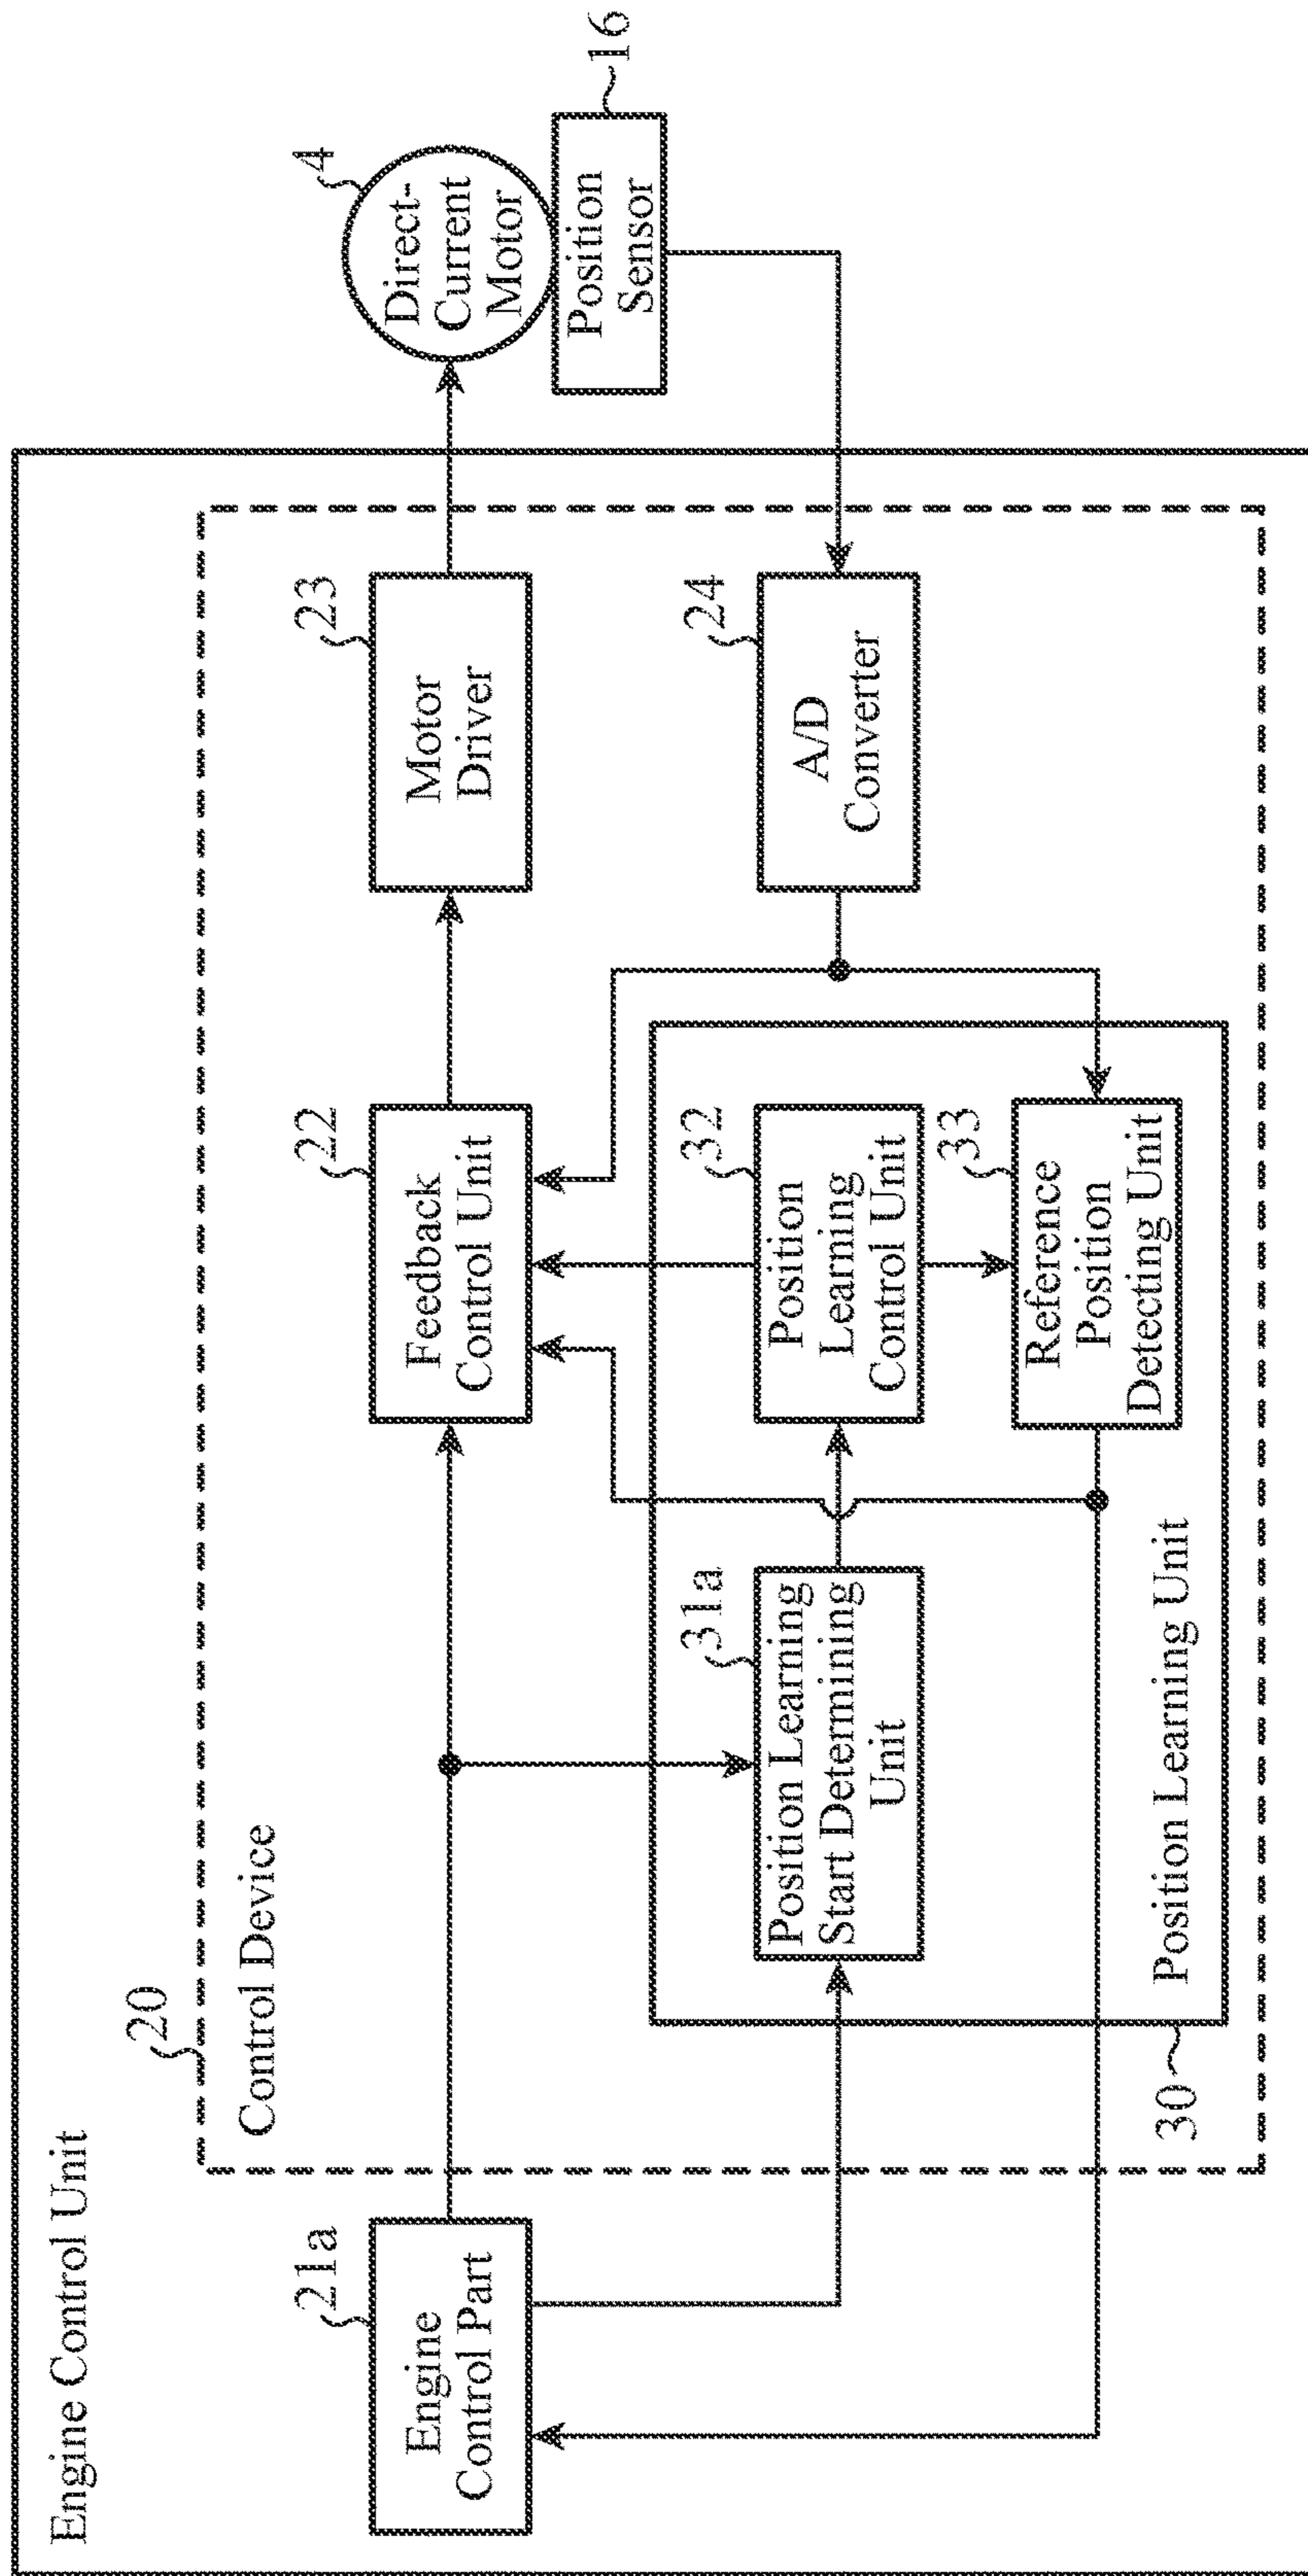 Engine Control Unit
20
Control Device
21a
Engine
Control Part
22
Feedback
Control Unit
23
Motor
Driver
4
Direct-
Current
Motor
Position
Sensor
16
31a
Position Learning
Start Determining
Unit
32
Position
Learning
Control Unit
24
A/D
Converter
33
Reference
Position
Detecting Unit
Position Learning Unit
30